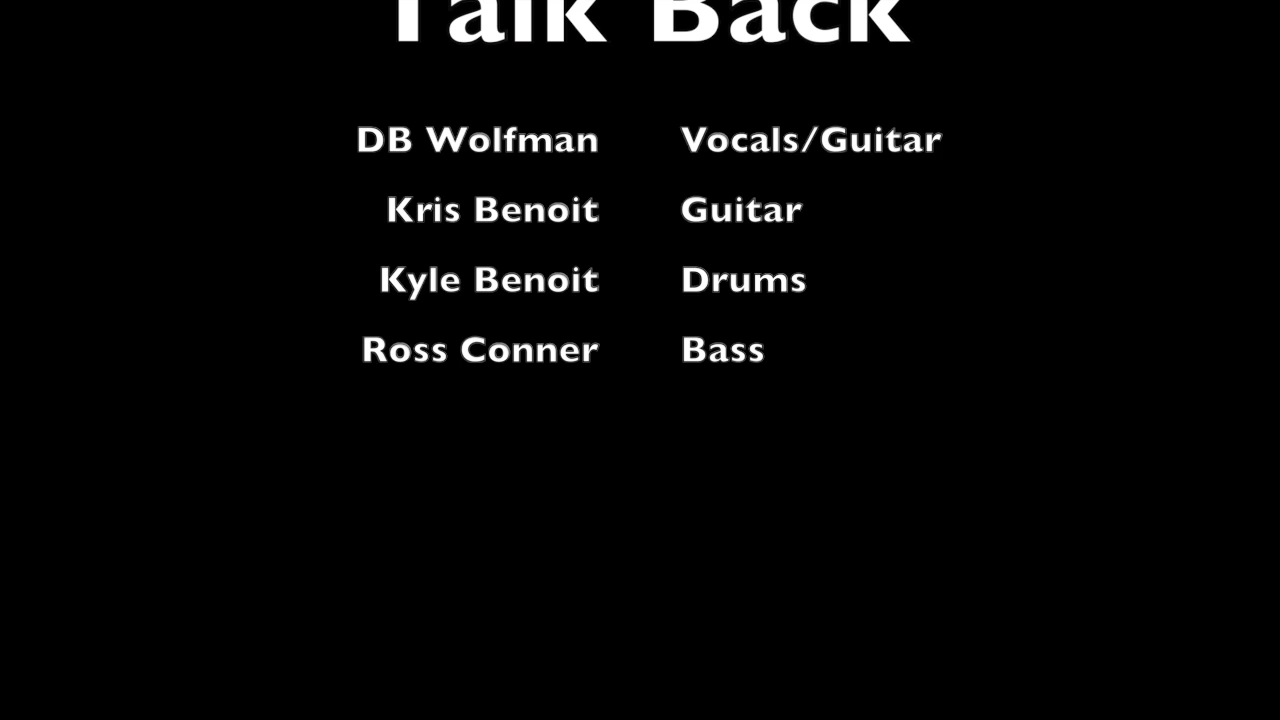 Talk Back
DB Wolfman Vocals/Guitar
Kris Benoit Guitar
Kyle Benoit Drums
Ross Conner Bass